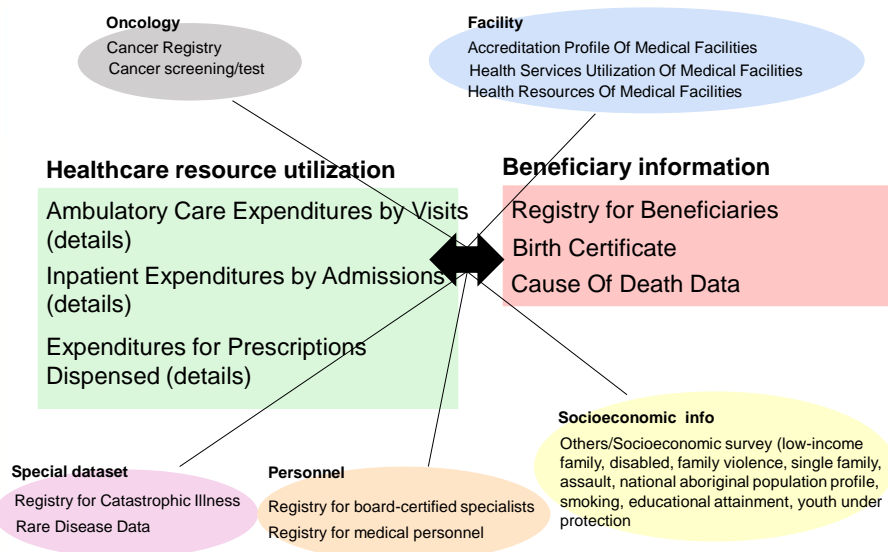 Oncology
Cancer Registry
Cancer screening/test
Facility
Accreditation Profile Of Medical Facilities
Health Services Utilization Of Medical Facilities
Health Resources Of Medical Facilities
Healthcare resource utilization
Ambulatory Care Expenditures by Visits
(details)
Inpatient Expenditures by Admissions
(details)
Expenditures for Prescriptions
Dispensed (details)
Beneficiary information
Registry for Beneficiaries
Birth Certificate
Cause Of Death Data
Special dataset
Registry for Catastrophic Illness
Rare Disease Data
Personnel
Registry for board-certified specialists
Registry for medical personnel
Socioeconomic info
Others/Socioeconomic survey (low-income
family, disabled, family violence, single family,
assault, national aboriginal population profile,
smoking, educational attainment, youth under
protection